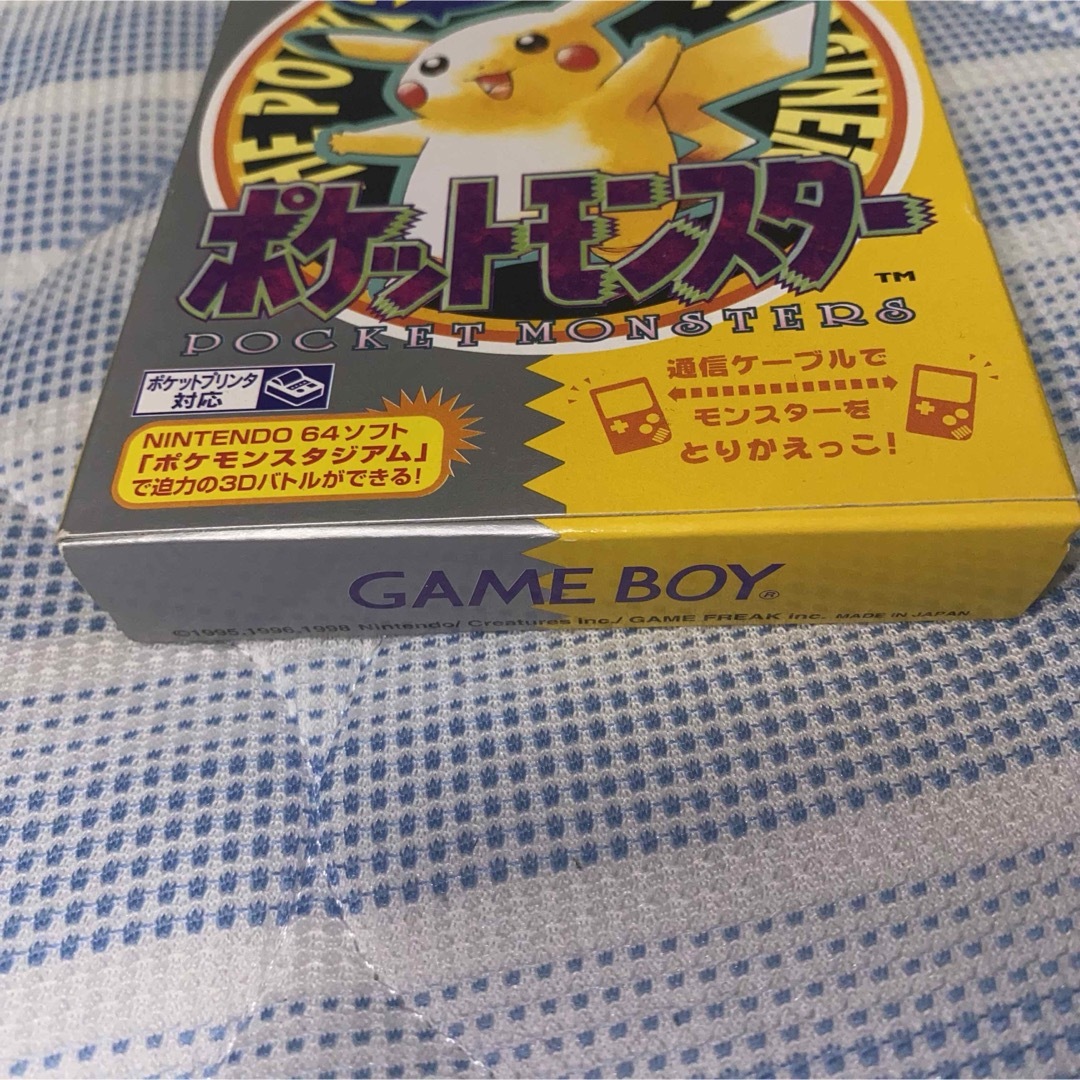 ポケットモンスター
TM
POCKET MONSTERS
ポケットプリンタ
対応
NINTENDO 64ソフト
「ポケモンスタジアム」
で迫力の3Dバトルができる!
通信ケーブルで
モンスターを
とりかえっこ!
GAME BOY®
©1995,1996,1998 Nintendo/ Creatures inc./ GAME FREAK inc. MADE IN JAPAN